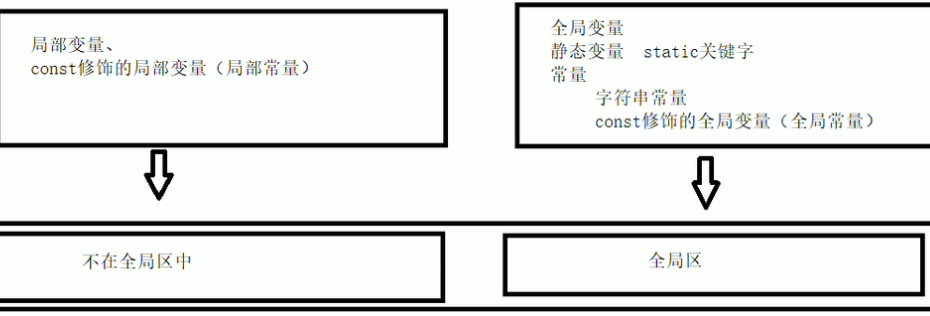 局部变量、
const修饰的局部变量（局部常量）
全局变量
静态变量  static关键字
常量
字符串常量
const修饰的全局变量（全局常量）
不在全局区中
全局区